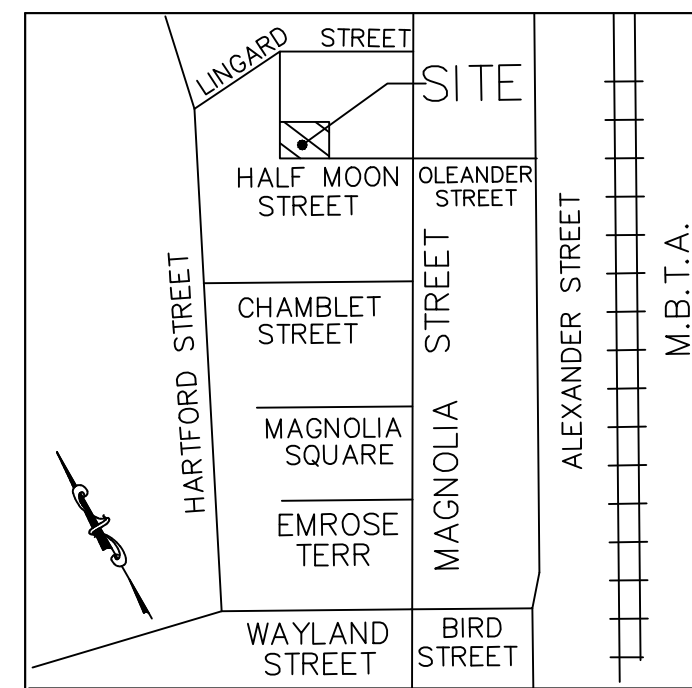 LINGARD STREET
SITE
HALF MOON
STREET
OLEANDER
STREET
HARTFORD STREET
CHAMBLET
STREET
MAGNOLIA STREET
ALEXANDER STREET
M.B.T.A.
MAGNOLIA
SQUARE
EMROSE
TERR
WAYLAND
STREET
BIRD
STREET